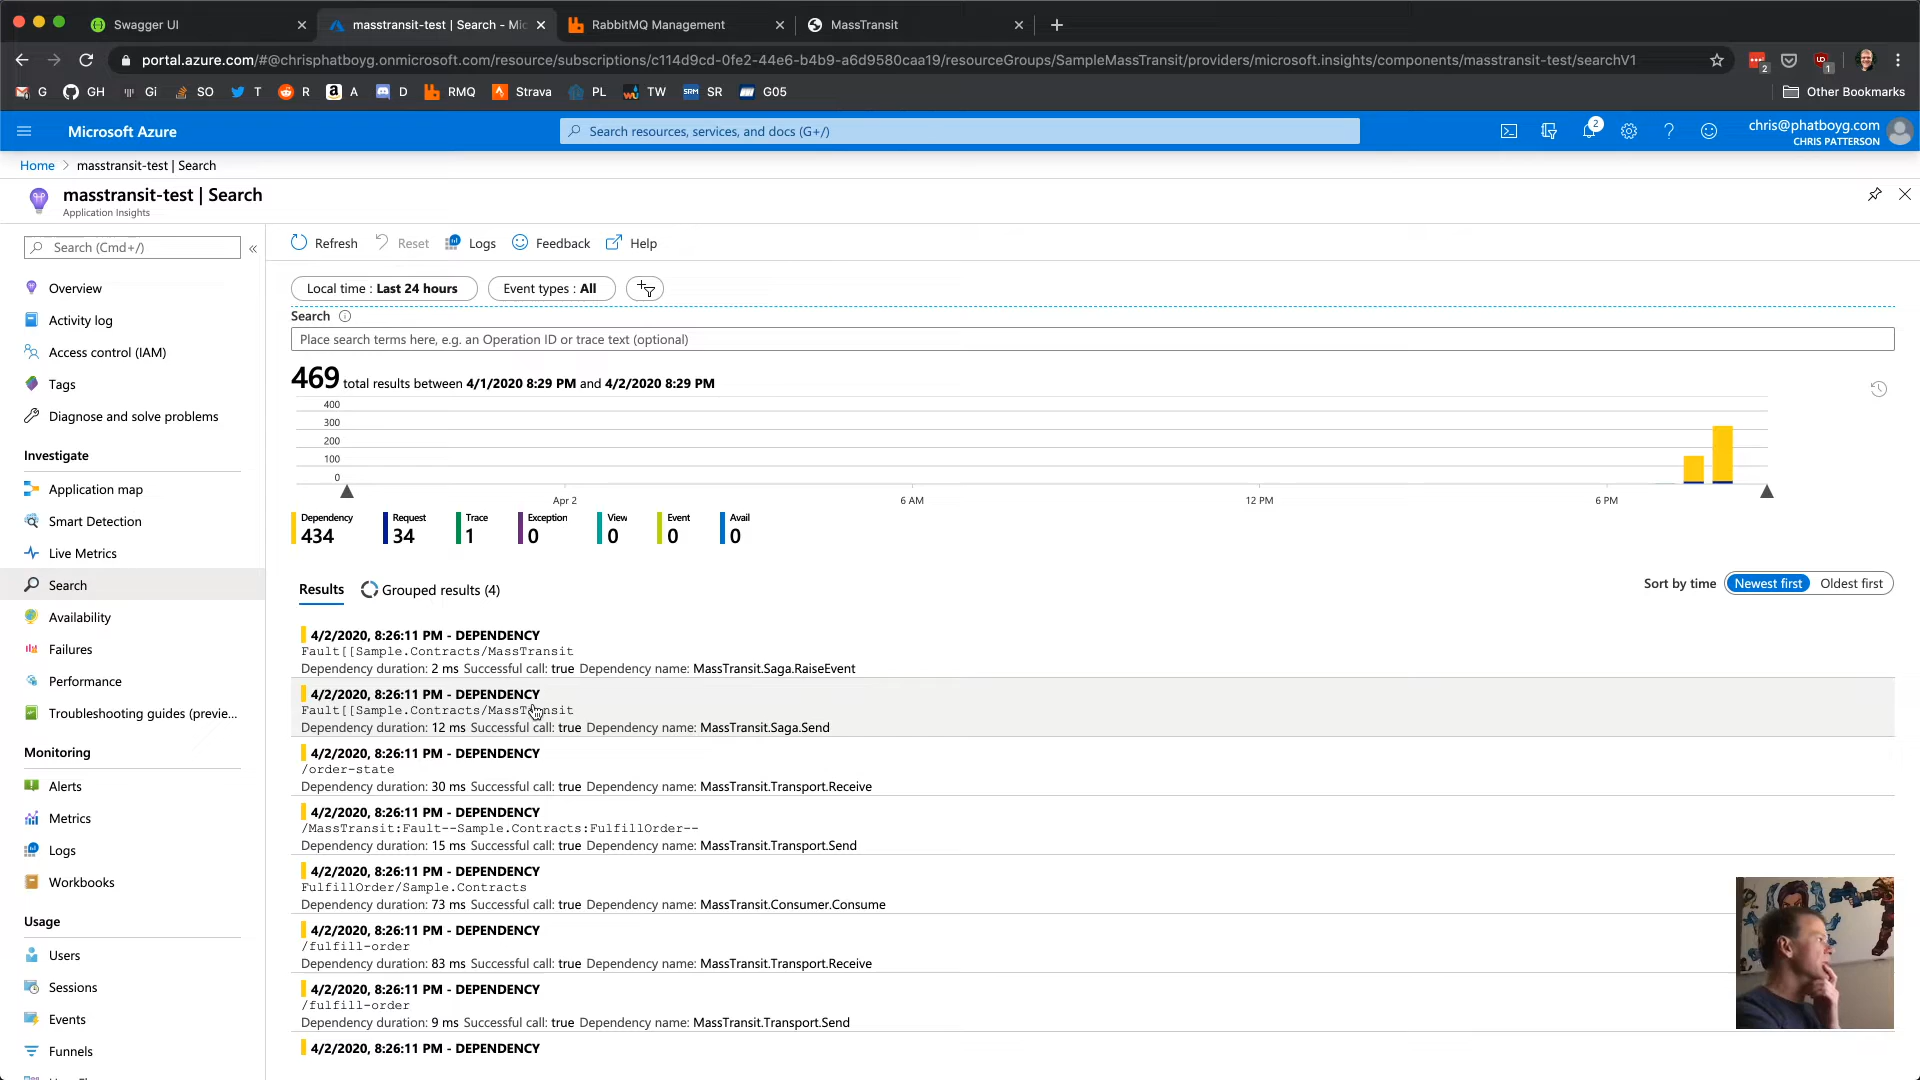 Swagger UI
masstransit-test | Search - Mic
RabbitMQ Management
MassTransit
portal.azure.com/#@chrisphatboyg.onmicrosoft.com/resource/subscriptions/c114d9cd-0fe2-44e6-b4b9-a6d9580caa19/resourceGroups/SampleMassTransit/providers/microsoft.insights/components/masstransit-test/searchV1
G GH Gi SO T R A D RMQ Strava PL TW SR G05 Other Bookmarks
Microsoft Azure
Search resources, services, and docs (G+/)
2
chris@phatboyg.com
CHRIS PATTERSON
Home > masstransit-test | Search
masstransit-test | Search
Application Insights
Search (Cmd+/)
Overview
Activity log
Access control (IAM)
Tags
Diagnose and solve problems
Investigate
Application map
Smart Detection
Live Metrics
Search
Availability
Failures
Performance
Troubleshooting guides (previe...
Monitoring
Alerts
Metrics
Logs
Workbooks
Usage
Users
Sessions
Events
Funnels
Refresh Reset Logs Feedback Help
Local time : Last 24 hours
Event types : All
Search
Place search terms here, e.g. an Operation ID or trace text (optional)
469 total results between 4/1/2020 8:29 PM and 4/2/2020 8:29 PM
400
300
200
100
0
Apr 2 6 AM 12 PM 6 PM
Dependency Request Trace Exception View Event Avail
434 34 1 0 0 0 0
Results Grouped results (4)
Sort by time Newest first Oldest first
4/2/2020, 8:26:11 PM - DEPENDENCY
Fault[[Sample.Contracts/MassTransit
Dependency duration: 2 ms Successful call: true Dependency name: MassTransit.Saga.RaiseEvent
4/2/2020, 8:26:11 PM - DEPENDENCY
Fault[[Sample.Contracts/MassTransit
Dependency duration: 12 ms Successful call: true Dependency name: MassTransit.Saga.Send
4/2/2020, 8:26:11 PM - DEPENDENCY
/order-state
Dependency duration: 30 ms Successful call: true Dependency name: MassTransit.Transport.Receive
4/2/2020, 8:26:11 PM - DEPENDENCY
/MassTransit:Fault--Sample.Contracts:FulfillOrder--
Dependency duration: 15 ms Successful call: true Dependency name: MassTransit.Transport.Send
4/2/2020, 8:26:11 PM - DEPENDENCY
FulfillOrder/Sample.Contracts
Dependency duration: 73 ms Successful call: true Dependency name: MassTransit.Consumer.Consume
4/2/2020, 8:26:11 PM - DEPENDENCY
/fulfill-order
Dependency duration: 83 ms Successful call: true Dependency name: MassTransit.Transport.Receive
4/2/2020, 8:26:11 PM - DEPENDENCY
/fulfill-order
Dependency duration: 9 ms Successful call: true Dependency name: MassTransit.Transport.Send
4/2/2020, 8:26:11 PM - DEPENDENCY